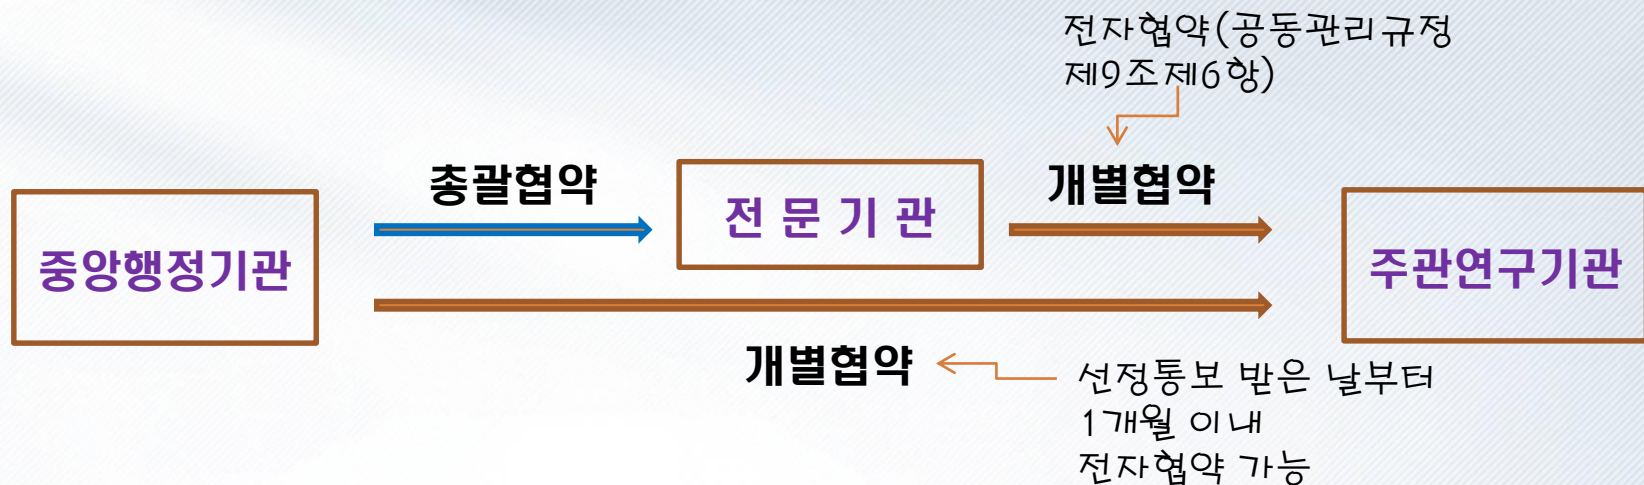 전자협약(공동관리규정
제9조제6항)
총괄협약
전 문 기 관
개별협약
중앙행정기관
주관연구기관
개별협약
선정통보 받은 날부터
1개월 이내
전자협약 가능